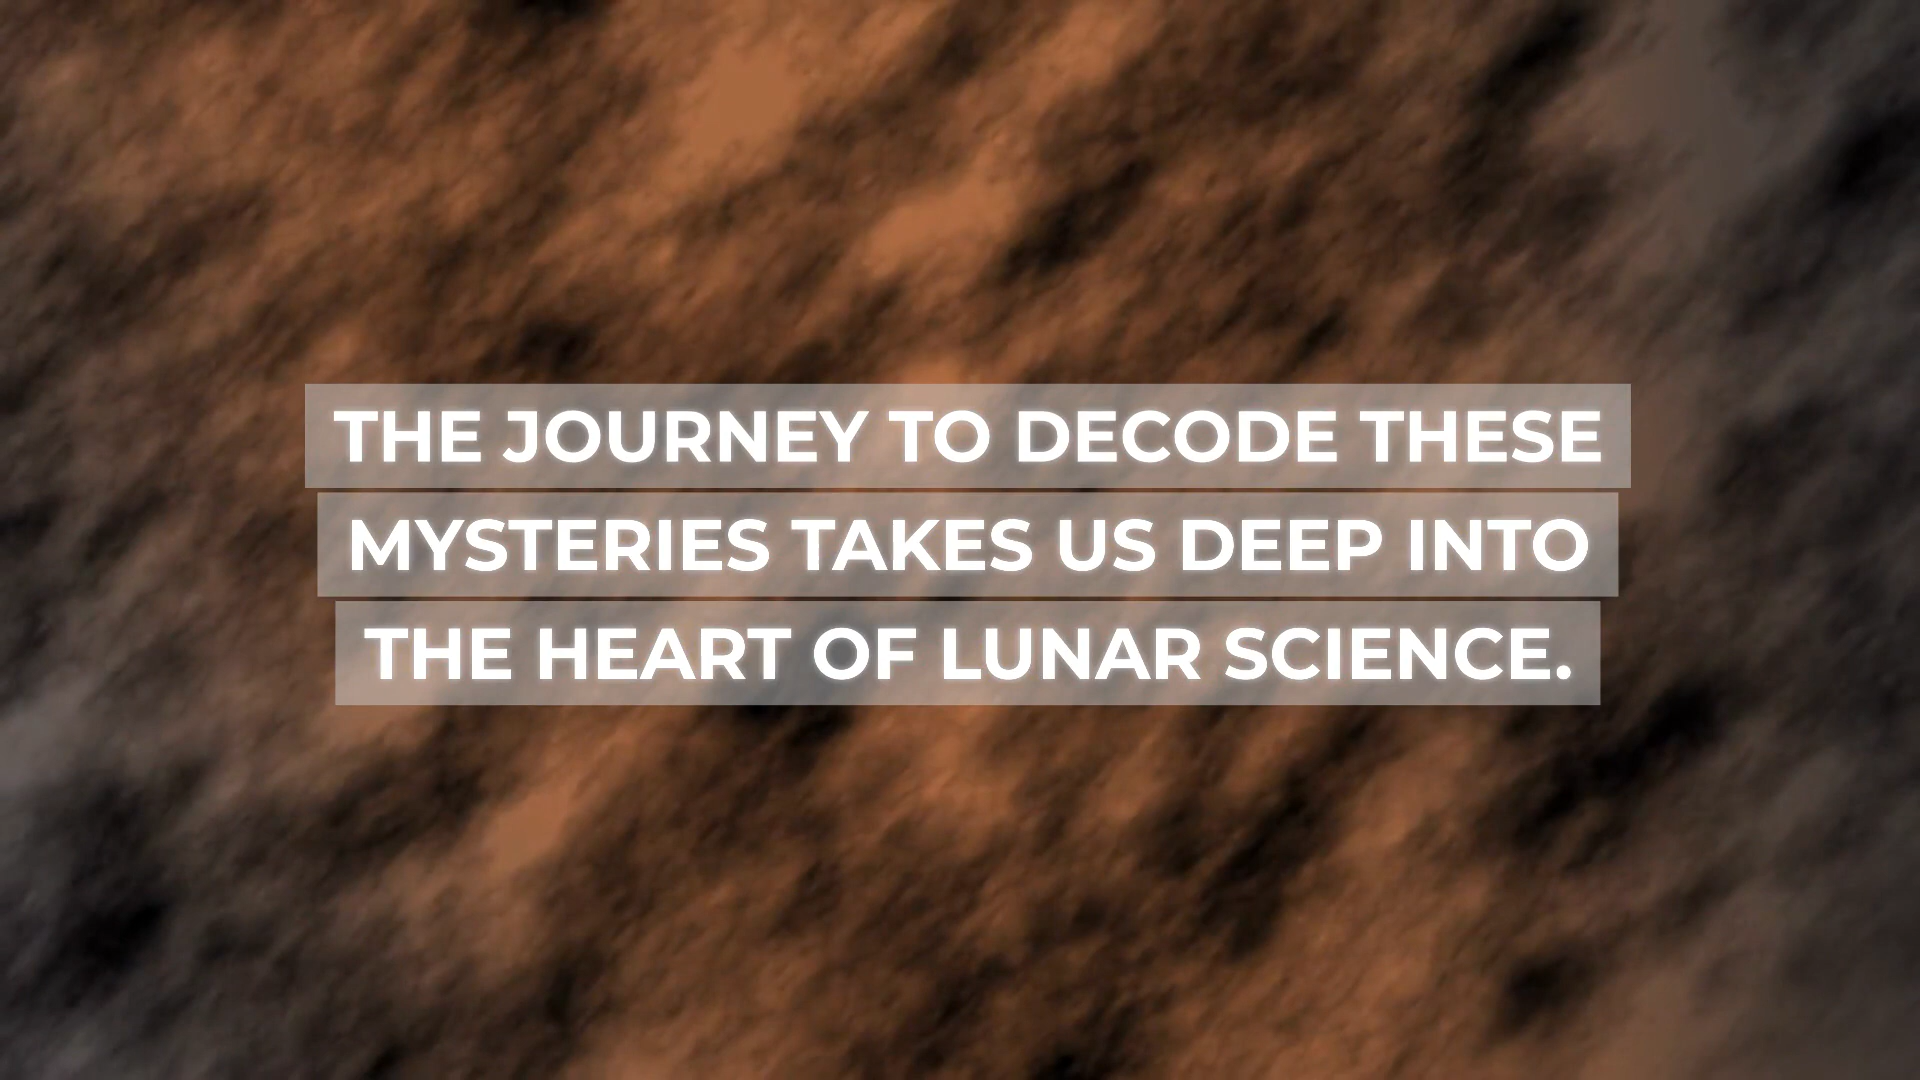 THE JOURNEY TO DECODE THESE
MYSTERIES TAKES US DEEP INTO
THE HEART OF LUNAR SCIENCE.